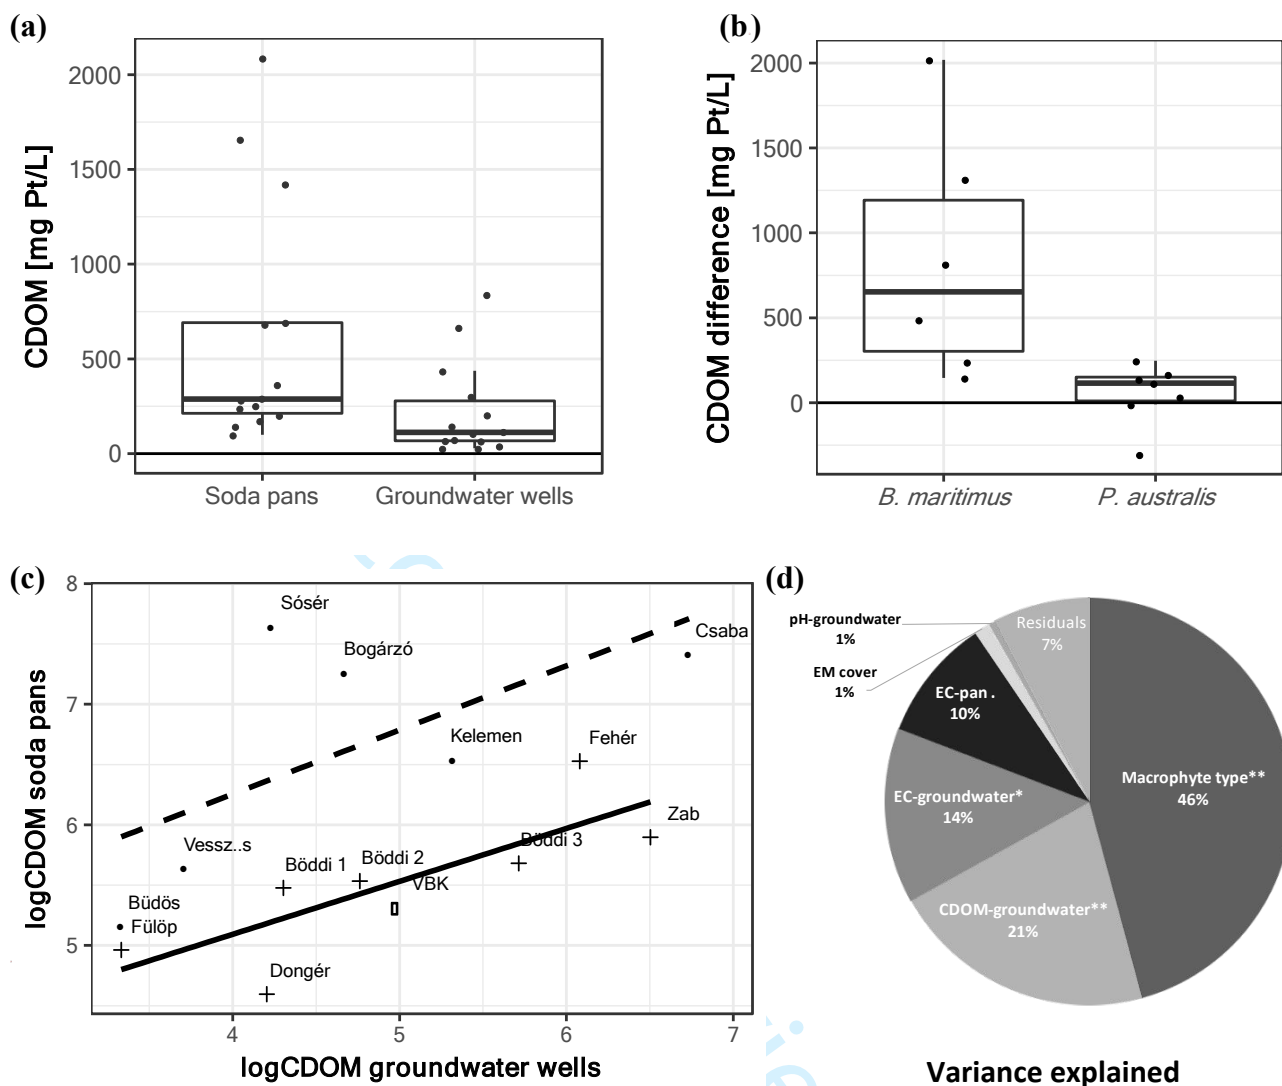 (a)
CDOM [mg Pt/L]
2000
1500
1000
500
0
Soda pans
Groundwater wells
(b)
CDOM difference [mg Pt/L]
2000
1500
1000
500
0
B. maritimus
P. australis
(c)
logCDOM soda pans
8
7
6
5
Sósér
Bogárzó
Csaba
Kelemen
Fehér
Zab
Vessz..s
Böddi 1
Böddi 2
Böddi 3
VBK
Büdös
Fülöp
Dongér
4
5
6
7
logCDOM groundwater wells
(d)
pH-groundwater
1%
EM cover
1%
Residuals
7%
EC-pan .
10%
Macrophyte type**
46%
EC-groundwater*
14%
CDOM-groundwater**
21%
Variance explained